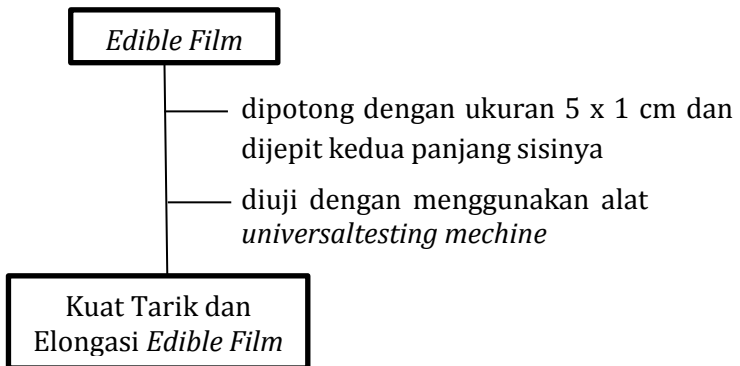 Edible Film
dipotong dengan ukuran 5 x 1 cm dan
dijepit kedua panjang sisinya
diuji dengan menggunakan alat
universaltesting mechine
Kuat Tarik dan
Elongasi Edible Film